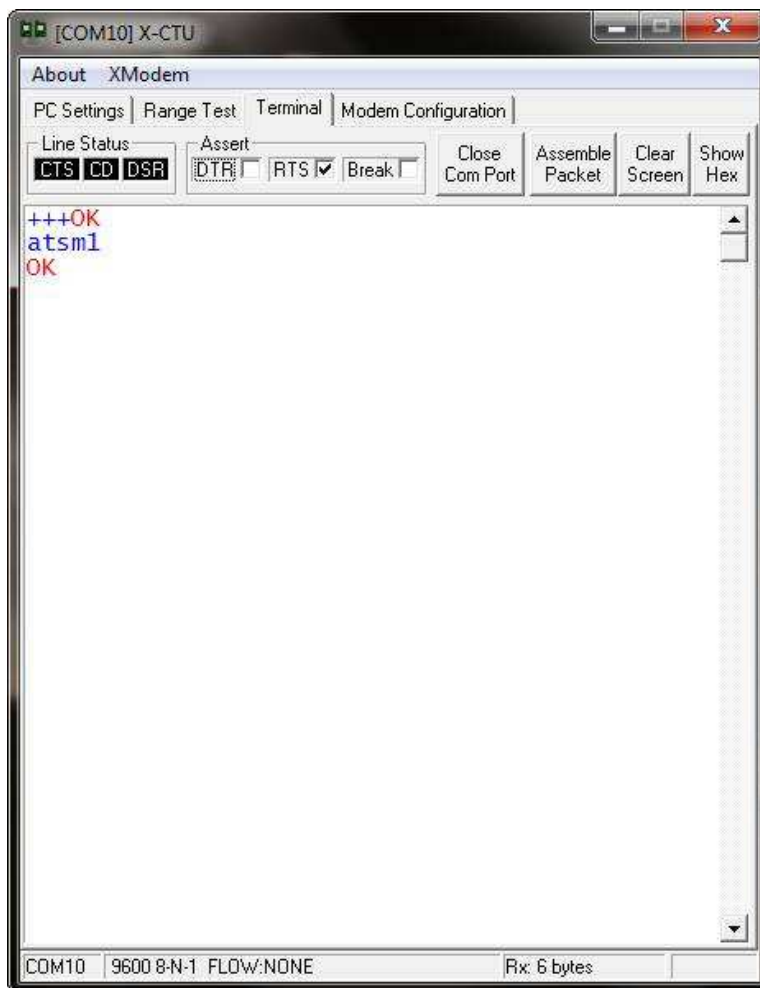 [COM10] X-CTU
About XModem
PC Settings Range Test Terminal Modem Configuration
Line Status Assert
CTS CD DSR DTR RTS Break
Close Com Port
Assemble Packet
Clear Screen
Show Hex
+++OK
atsm1
OK
COM10 9600 8-N-1 FLOW:NONE Rx: 6 bytes